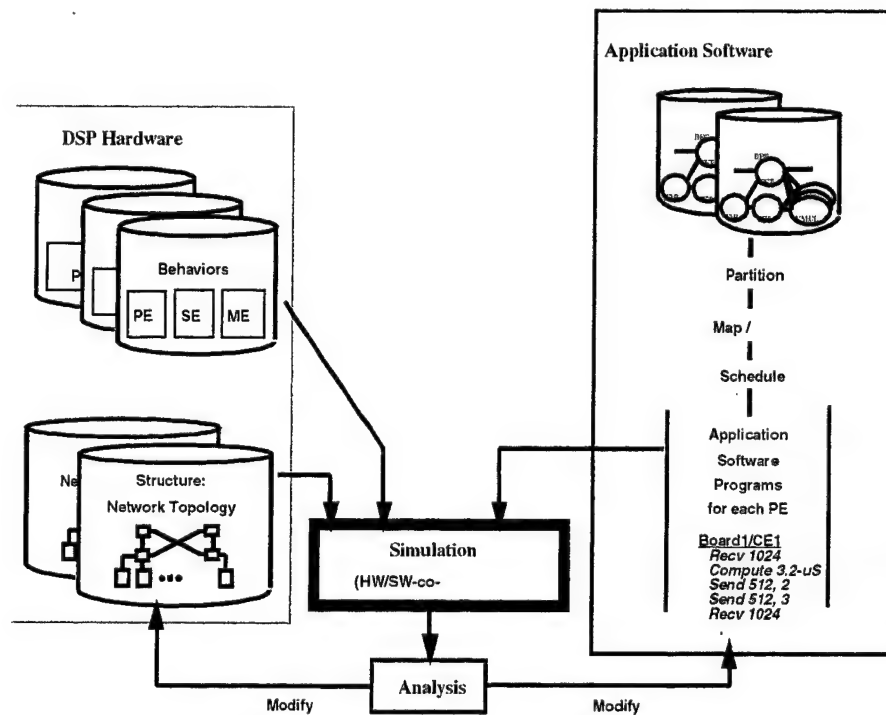 Application Software
DSP Hardware
P
Behaviors
PE SE ME
Partition
Map /
Schedule
Application
Software
Programs
for each PE
Board1/CE1
Recv 1024
Compute 3.2-uS
Send 512, 2
Send 512, 3
Recv 1024
Ne
Structure:
Network Topology
Simulation
(HW/SW-co-
Analysis
Modify
Modify